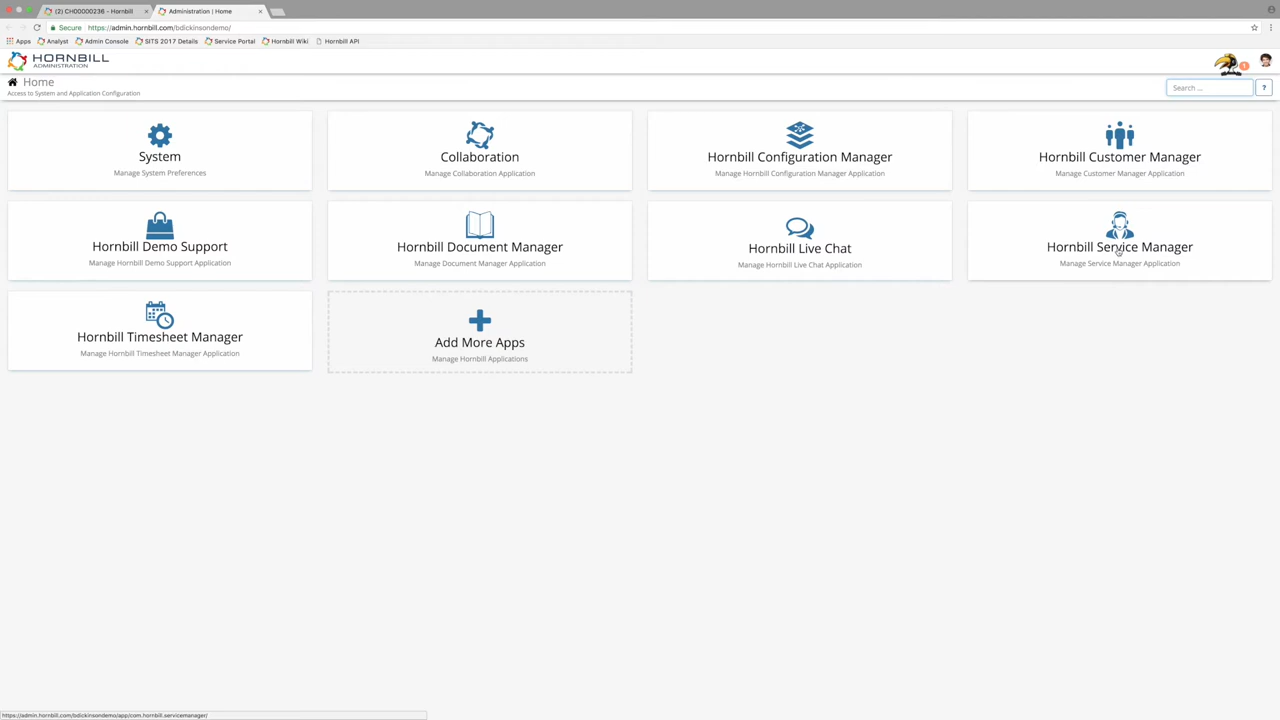 (2) CH00000236 - Hornbill
Administration | Home
Secure
https://admin.hornbill.com/bdickinsondemo/
Apps
Analyst
Admin Console
SITS 2017 Details
Service Portal
Hornbill Wiki
Hornbill API
HORNBILL
ADMINISTRATION
1
Home
Access to System and Application Configuration
Search ...
?
System
Manage System Preferences
Collaboration
Manage Collaboration Application
Hornbill Configuration Manager
Manage Hornbill Configuration Manager Application
Hornbill Customer Manager
Manage Customer Manager Application
Hornbill Demo Support
Manage Hornbill Demo Support Application
Hornbill Document Manager
Manage Document Manager Application
Hornbill Live Chat
Manage Hornbill Live Chat Application
Hornbill Service Manager
Manage Service Manager Application
Hornbill Timesheet Manager
Manage Hornbill Timesheet Manager Application
Add More Apps
Manage Hornbill Applications
https://admin.hornbill.com/bdickinsondemo/app/com.hornbill.servicemanager/